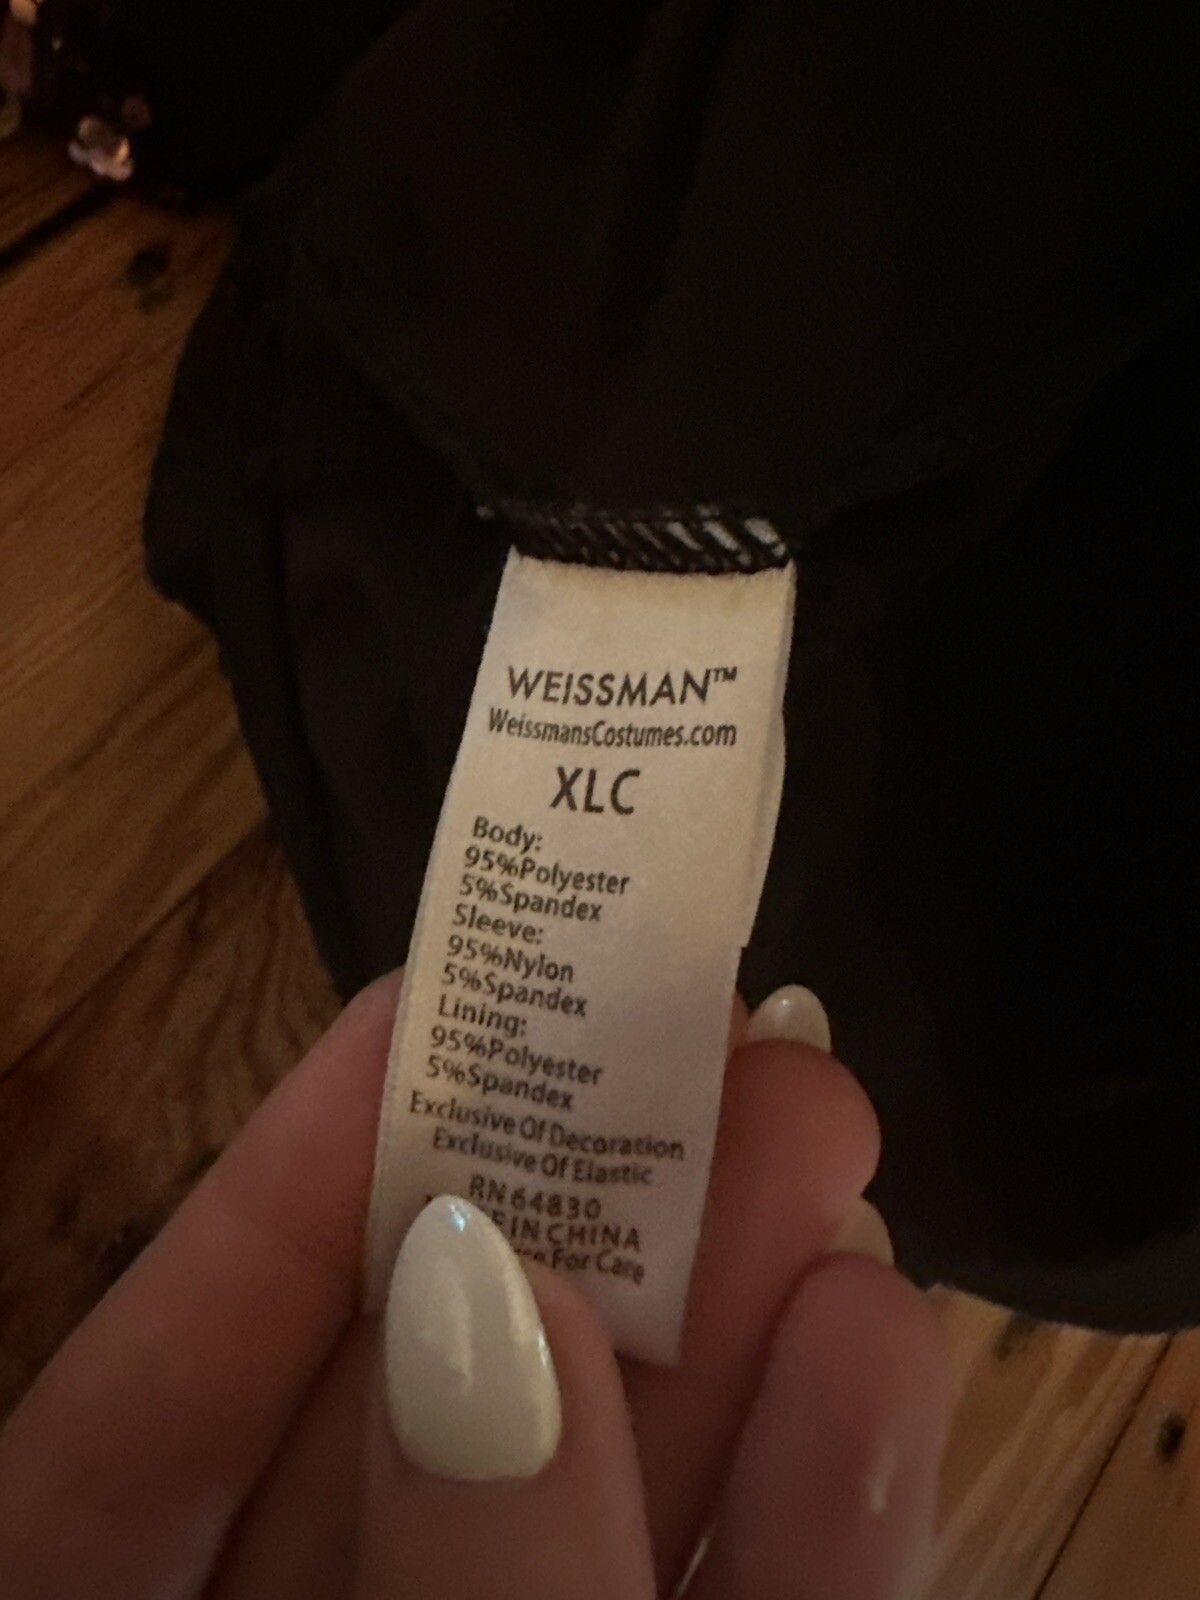 WEISSMAN™
WeissmansCostumes.com
XLC
Body:
95%Polyester
5%Spandex
Sleeve:
95%Nylon
5%Spandex
Lining:
95%Polyester
5%Spandex
Exclusive Of Decoration
Exclusive Of Elastic
RN 64830
IN CHINA
For Care